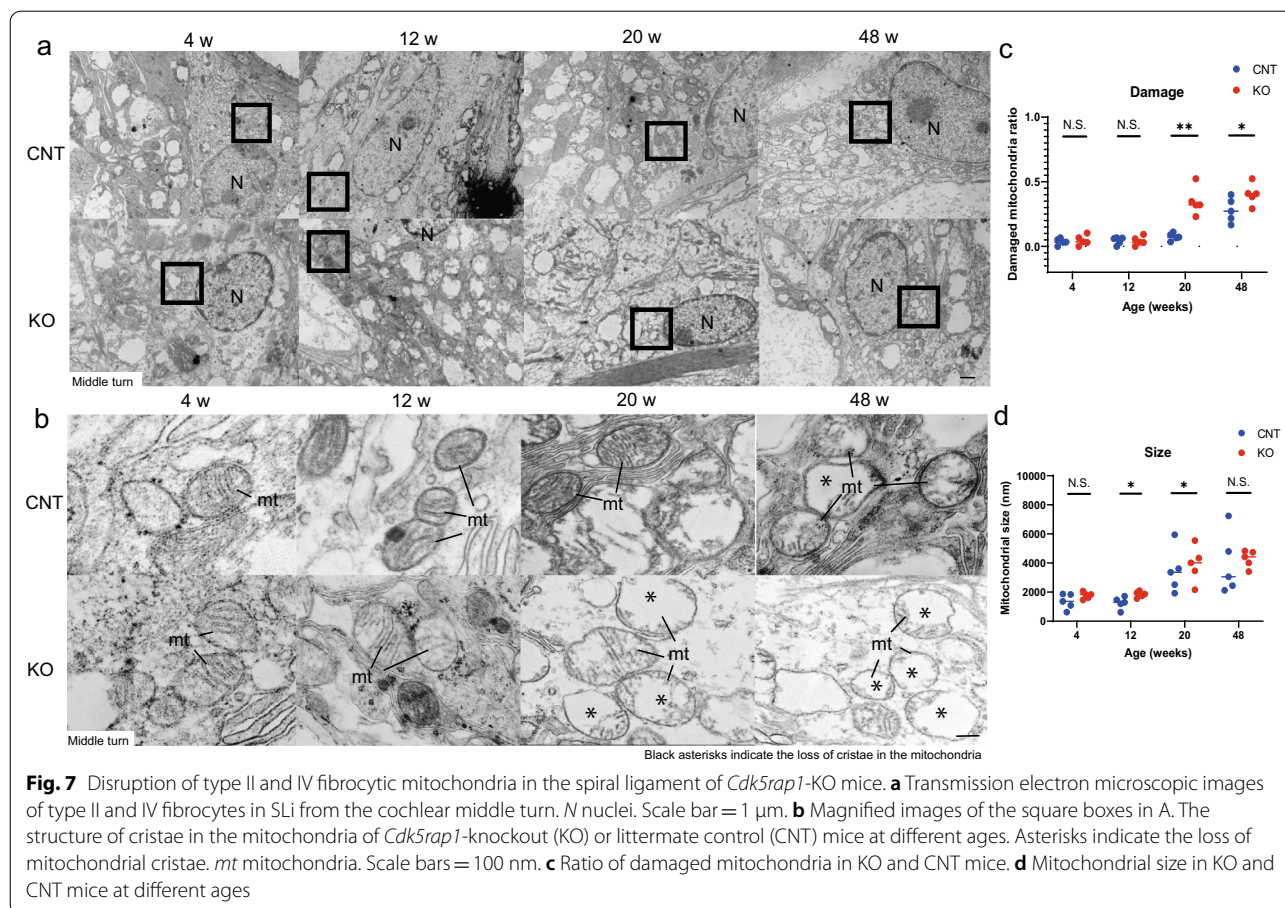 a
4 w 12 w 20 w 48 w
CNT
N N N N
KO
N N N N
Middle turn
b
4 w 12 w 20 w 48 w
CNT
mt mt mt * mt
KO
mt mt * mt * * mt * * * *
Middle turn
Black asterisks indicate the loss of cristae in the mitochondria
c
CNT
KO
Damage
N.S. N.S. ** *
1.0
0.5
0.0
Damaged mitochondria ratio
4 12 20 48
Age (weeks)
d
CNT
KO
Size
N.S. * * N.S.
10000
8000
6000
4000
2000
0
Mitochondrial size (nm)
4 12 20 48
Age (weeks)
Fig. 7 Disruption of type II and IV fibrocytic mitochondria in the spiral ligament of Cdk5rap1-KO mice. a Transmission electron microscopic images
of type II and IV fibrocytes in SLi from the cochlear middle turn. N nuclei. Scale bar = 1 μm. b Magnified images of the square boxes in A. The
structure of cristae in the mitochondria of Cdk5rap1-knockout (KO) or littermate control (CNT) mice at different ages. Asterisks indicate the loss of
mitochondrial cristae. mt mitochondria. Scale bars = 100 nm. c Ratio of damaged mitochondria in KO and CNT mice. d Mitochondrial size in KO and
CNT mice at different ages